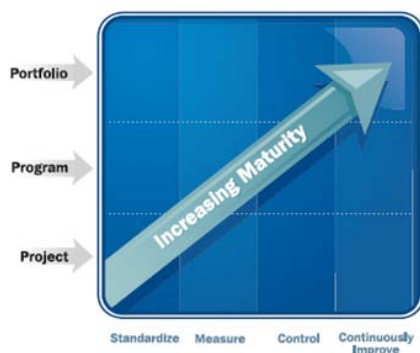 Portfolio
Program
Increasing Maturity
Project
Standardize
Measure
Control
Continuously
Improve